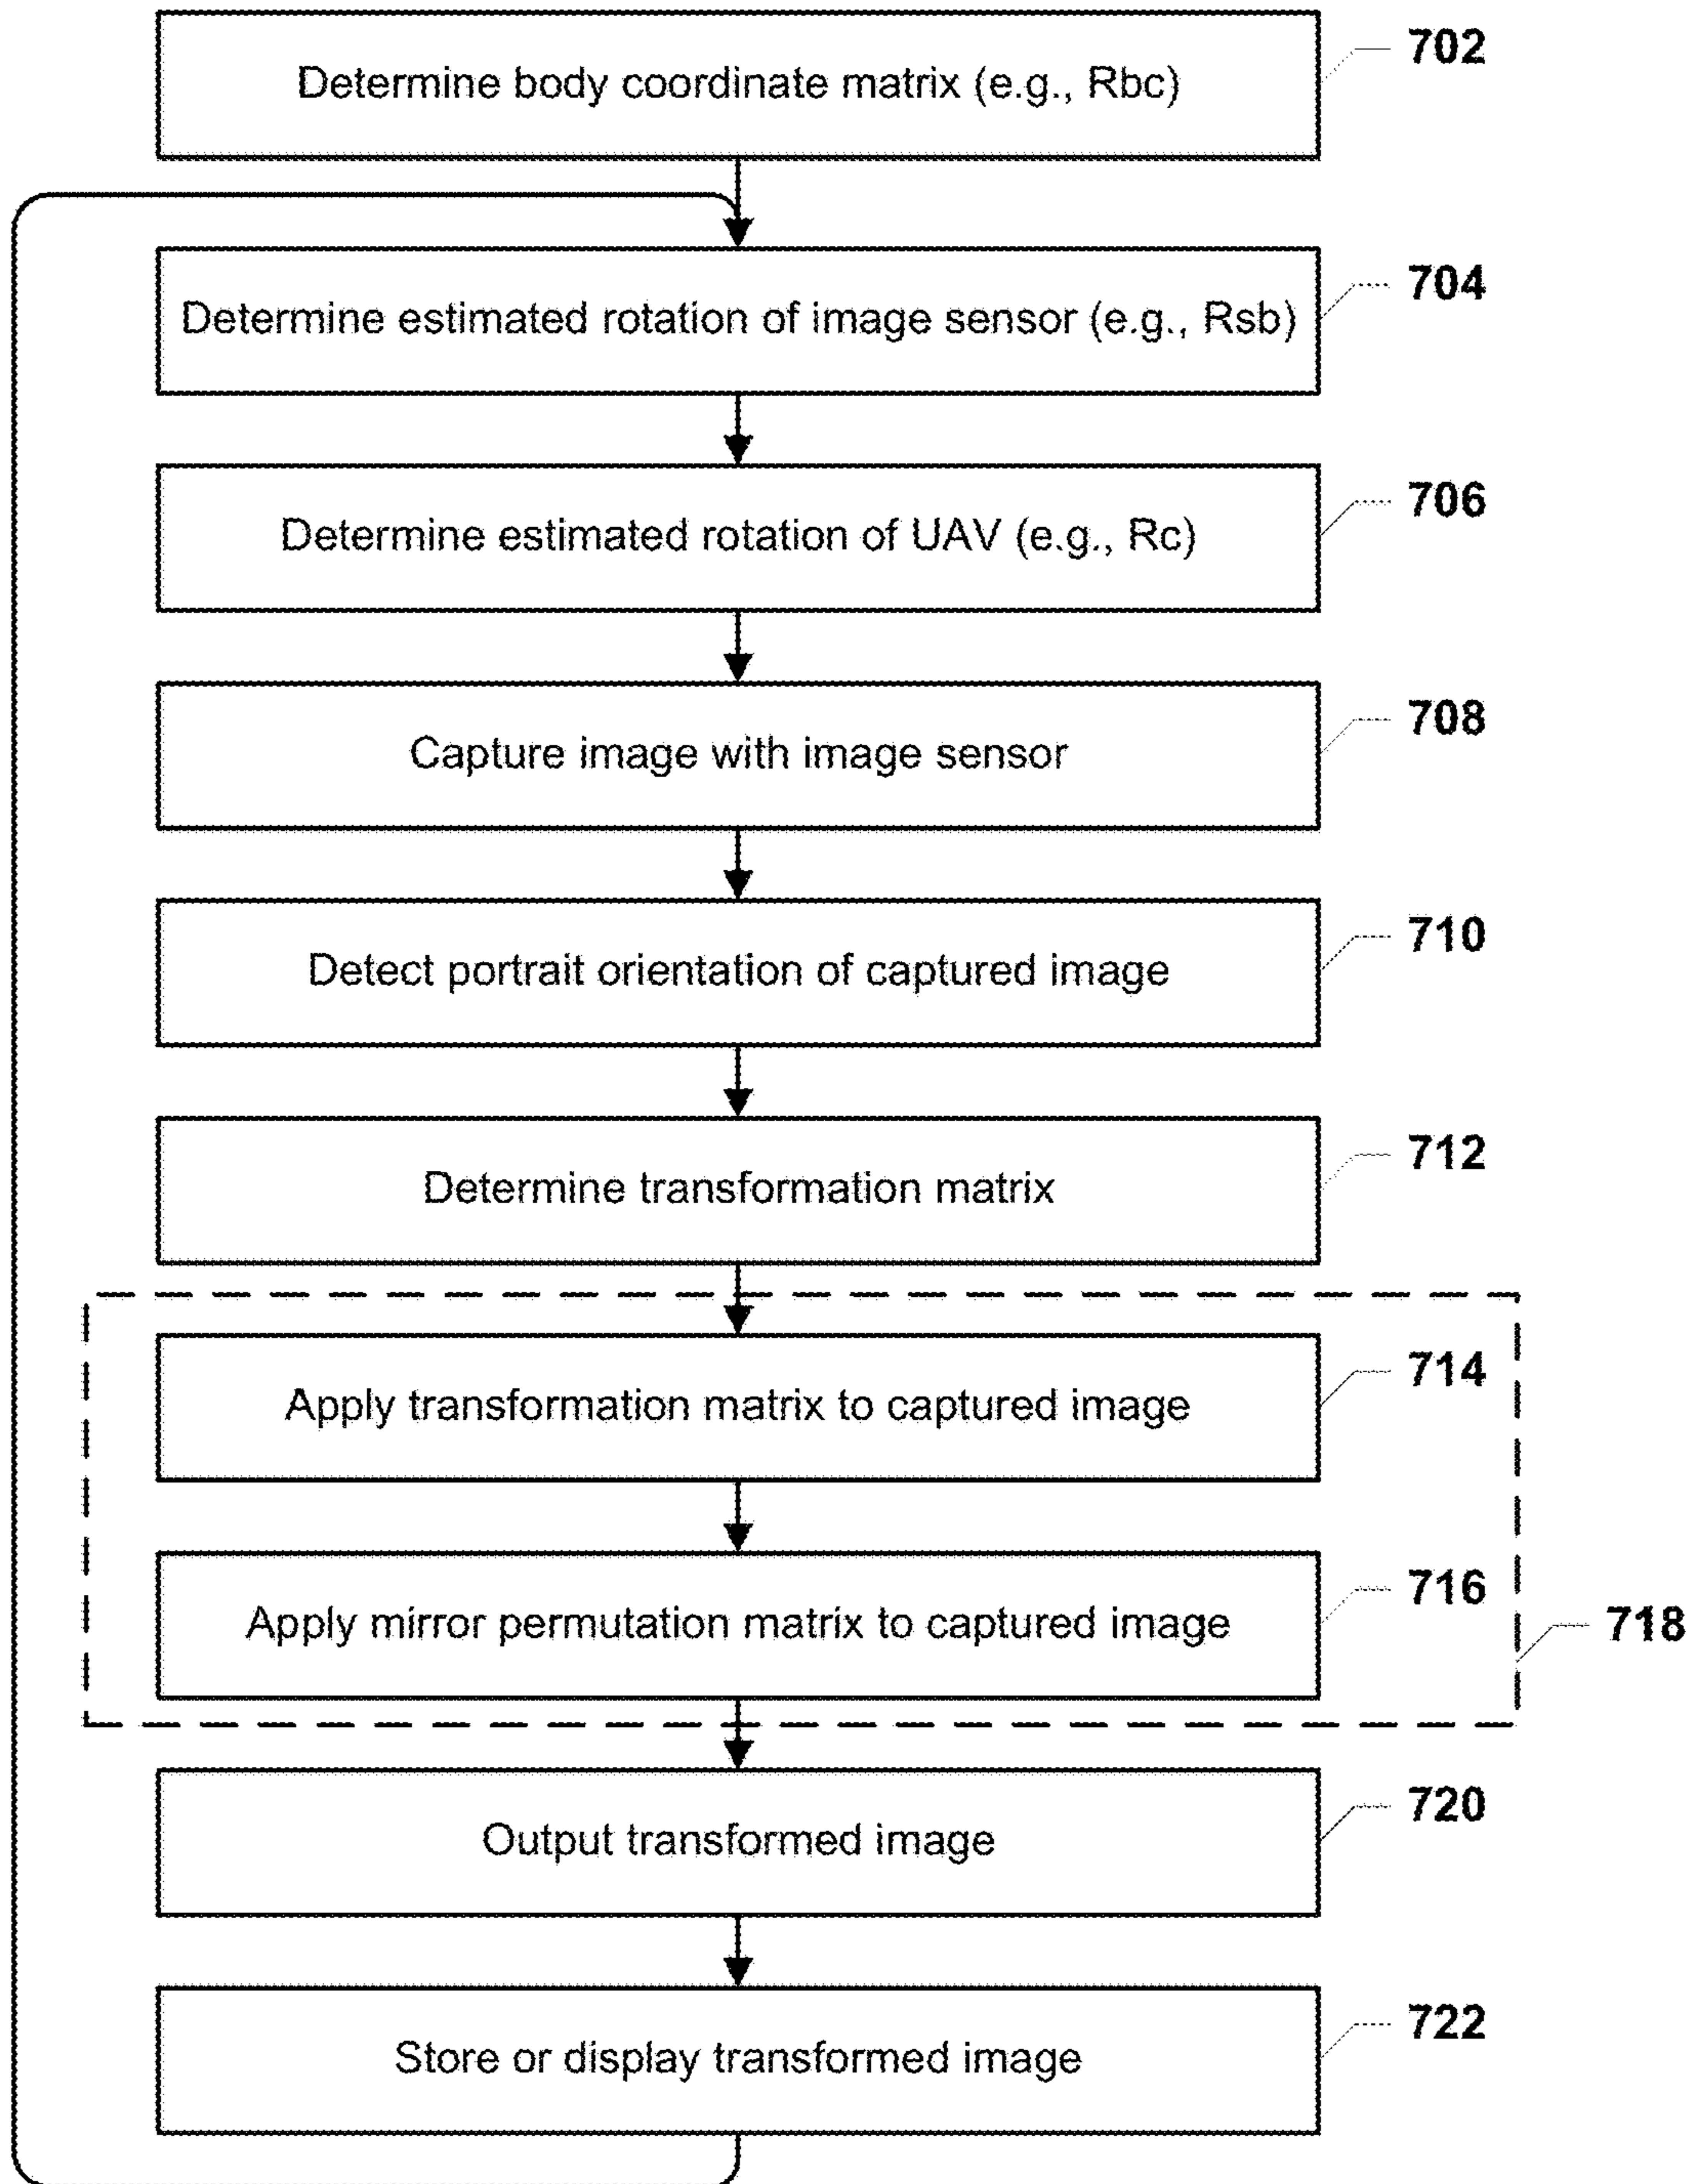 Determine body coordinate matrix (e.g., Rbc)
702
Determine estimated rotation of image sensor (e.g., Rsb)
704
Determine estimated rotation of UAV (e.g., Rc)
706
Capture image with image sensor
708
Detect portrait orientation of captured image
710
Determine transformation matrix
712
Apply transformation matrix to captured image
714
Apply mirror permutation matrix to captured image
716
718
Output transformed image
720
Store or display transformed image
722